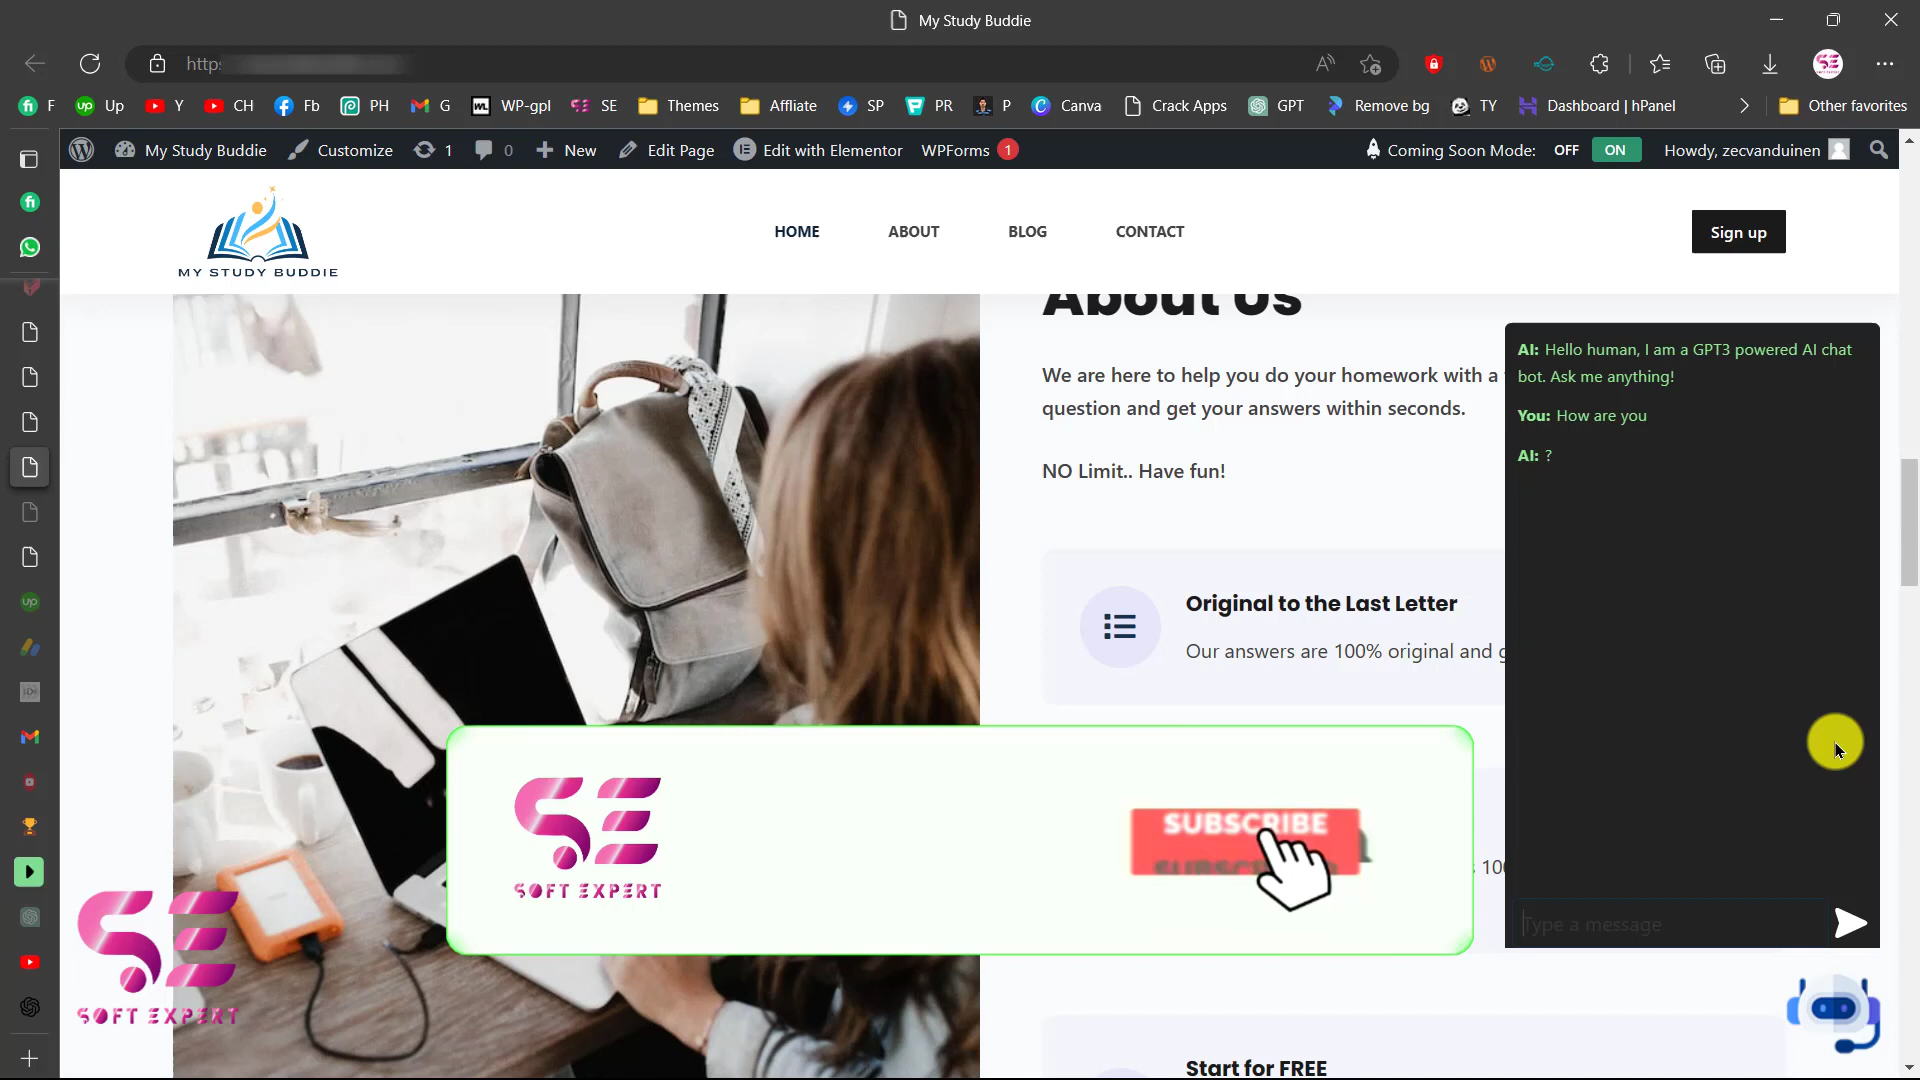 My Study Buddie
http
F Up Y CH Fb PH G WP-gpl SE Themes Affliate SP PR P Canva Crack Apps GPT Remove bg TY Dashboard | hPanel Other favorites
My Study Buddie Customize 1 0 New Edit Page Edit with Elementor WPForms 1 Coming Soon Mode: OFF ON Howdy, zecvanduinen
MY STUDY BUDDIE
HOME ABOUT BLOG CONTACT
Sign up
About Us
We are here to help you do your homework with a
question and get your answers within seconds.
NO Limit.. Have fun!
Original to the Last Letter
Our answers are 100% original and g
100
Start for FREE
AI: Hello human, I am a GPT3 powered AI chat
bot. Ask me anything!
You: How are you
AI: ?
Type a message
SE
SOFT EXPERT
SUBSCRIBE
SE
SOFT EXPERT